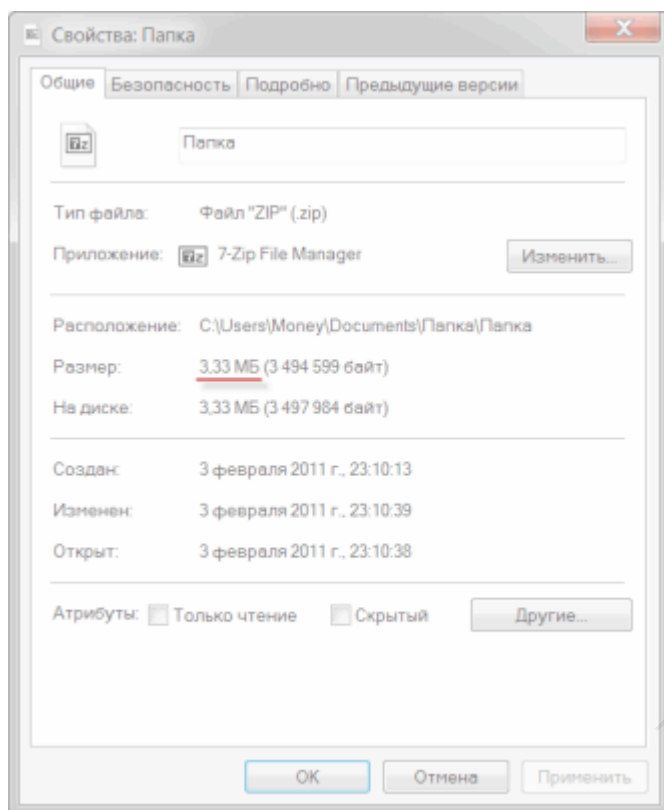 Свойства: Папка
Общие Безопасность Подробно Предыдущие версии
Папка
Тип файла: Файл "ZIP" (.zip)
Приложение: 7-Zip File Manager Изменить...
Расположение: C:\Users\Money\Documents\Папка\Папка
Размер: 3,33 МБ (3 494 599 байт)
На диске: 3,33 МБ (3 497 984 байт)
Создан: 3 февраля 2011 г., 23:10:13
Изменен: 3 февраля 2011 г., 23:10:39
Открыт: 3 февраля 2011 г., 23:10:38
Атрибуты: Только чтение Скрытый Другие...
OK Отмена Применить